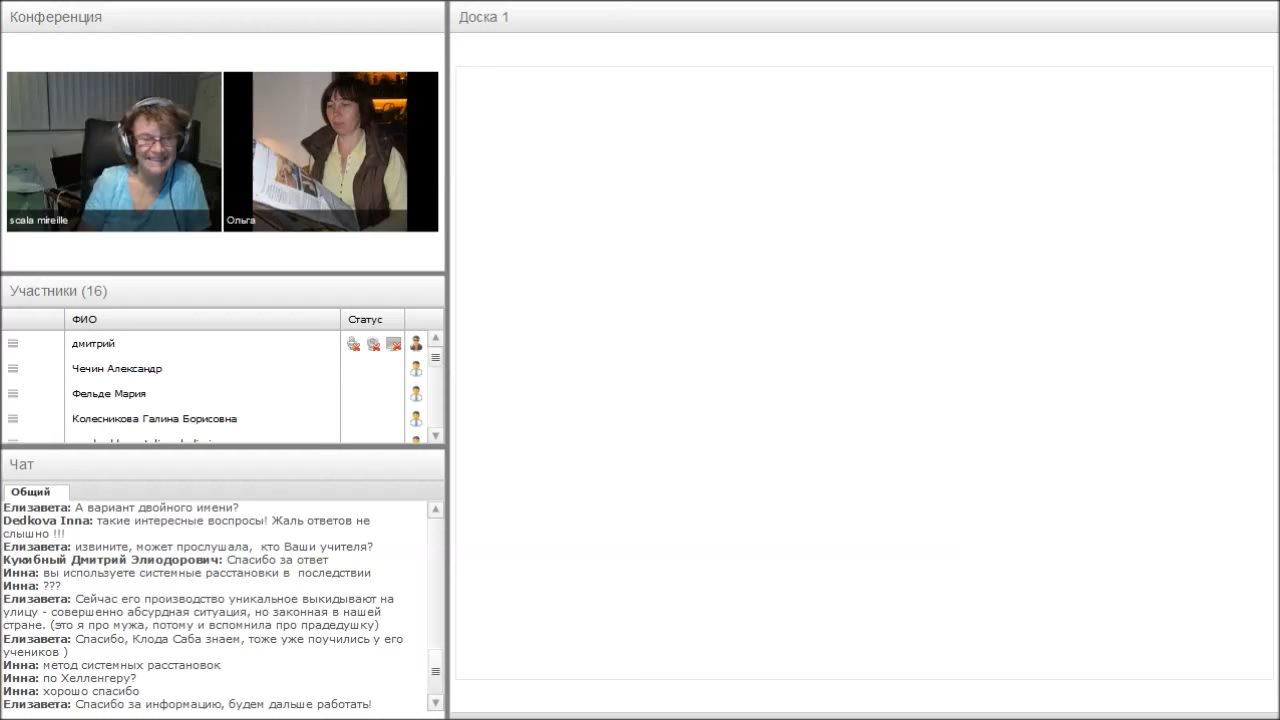 Конференция
Доска 1
scala mireille
Ольга
Участники (16)
ФИО
Статус
дмитрий
Чечин Александр
Фельде Мария
Колесникова Галина Борисовна
Чат
Общий
Елизавета: А вариант двойного имени?
Dedkova Inna: такие интересные воспросы! Жаль ответов не
слышно !!!
Елизавета: извините, может прослушала, кто Ваши учителя?
Кукибный Дмитрий Элиодорович: Спасибо за ответ
Инна: вы используете системные расстановки в последствии
Инна: ???
Елизавета: Сейчас его производство уникальное выкидывают на
улицу - совершенно абсурдная ситуация, но законная в нашей
стране. (это я про мужа, потому и вспомнила про прадедушку)
Елизавета: Спасибо, Клода Саба знаем, тоже уже поучились у его
учеников )
Инна: метод системных расстановок
Инна: по Хелленгеру?
Инна: хорошо спасибо
Елизавета: Спасибо за информацию, будем дальше работать!